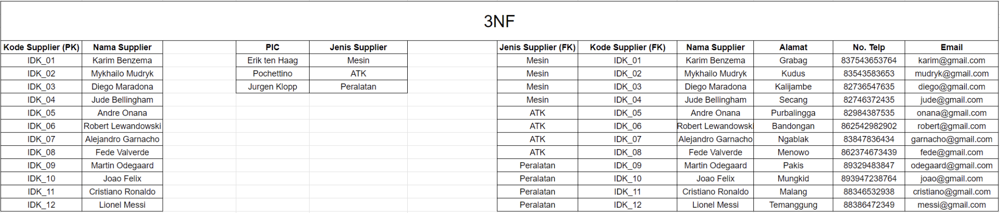 3NF
Kode Supplier (PK) Nama Supplier PIC Jenis Supplier Jenis Supplier (FK) Kode Supplier (FK) Nama Supplier Alamat No. Telp Email
IDK_01 Karim Benzema Erik ten Haag Mesin Mesin IDK_01 Karim Benzema Grabag 837543653764 karim@gmail.com
IDK_02 Mykhailo Mudryk Pochettino ATK Mesin IDK_02 Mykhailo Mudryk Kudus 83543583653 mudryk@gmail.com
IDK_03 Diego Maradona Jurgen Klopp Peralatan Mesin IDK_03 Diego Maradona Kalijambe 82736547635 diego@gmail.com
IDK_04 Jude Bellingham Mesin IDK_04 Jude Bellingham Secang 82746372435 jude@gmail.com
IDK_05 Andre Onana ATK IDK_05 Andre Onana Purbalingga 82984387535 onana@gmail.com
IDK_06 Robert Lewandowski ATK IDK_06 Robert Lewandowski Bandongan 862542982902 robert@gmail.com
IDK_07 Alejandro Garnacho ATK IDK_07 Alejandro Garnacho Ngablak 83847836434 garnacho@gmail.com
IDK_08 Fede Valverde ATK IDK_08 Fede Valverde Menowo 862374673439 fede@gmail.com
IDK_09 Martin Odegaard Peralatan IDK_09 Martin Odegaard Pakis 89329483847 odegaard@gmail.com
IDK_10 Joao Felix Peralatan IDK_10 Joao Felix Mungkid 893947238764 joao@gmail.com
IDK_11 Cristiano Ronaldo Peralatan IDK_11 Cristiano Ronaldo Malang 88346532938 cristiano@gmail.com
IDK_12 Lionel Messi Peralatan IDK_12 Lionel Messi Temanggung 88386472349 messi@gmail.com